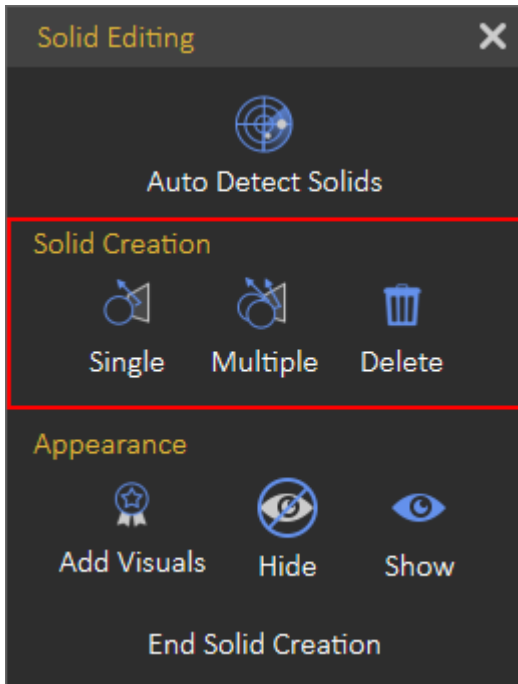 Solid Editing
Auto Detect Solids
Solid Creation
Single Multiple Delete
Appearance
Add Visuals Hide Show
End Solid Creation